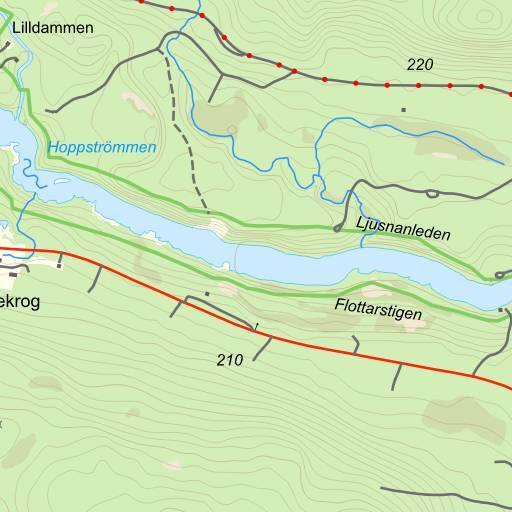 Lilldammen
220
Hoppströmmen
Ljusnanleden
ekrog
Flottarstigen
210